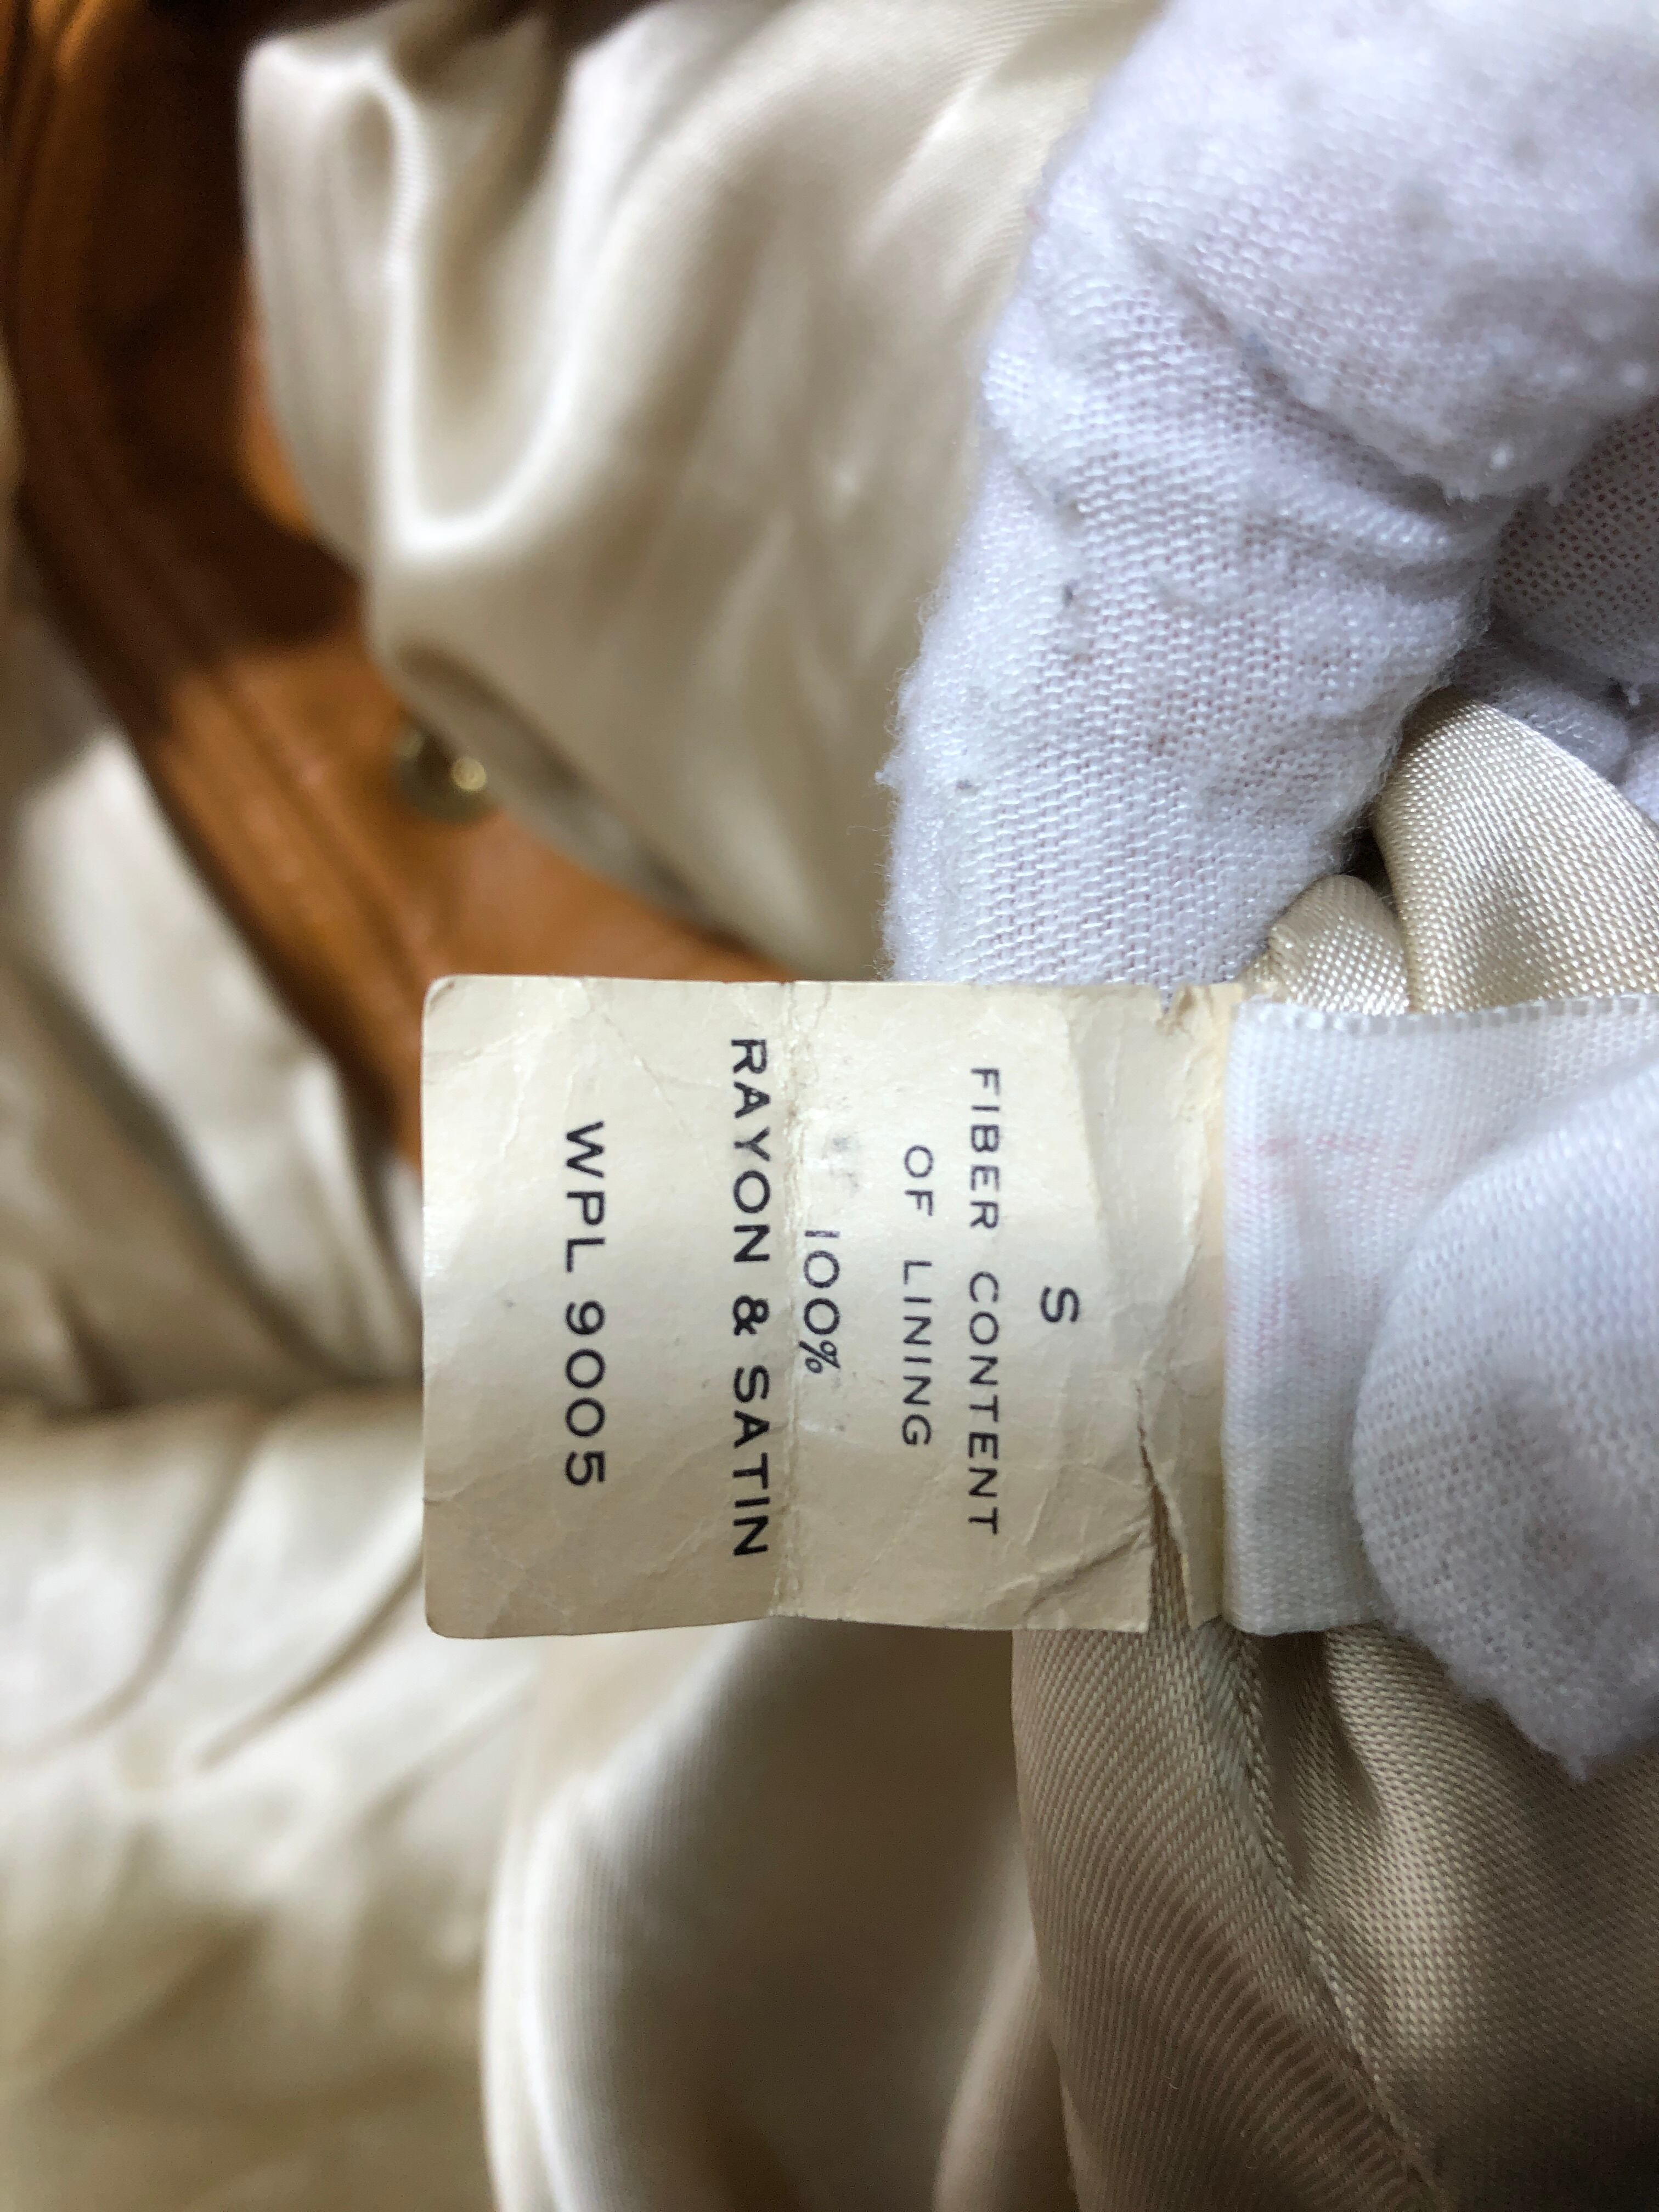 S
FIBER CONTENT
OF LINING
100%
RAYON & SATIN
WPL 9005